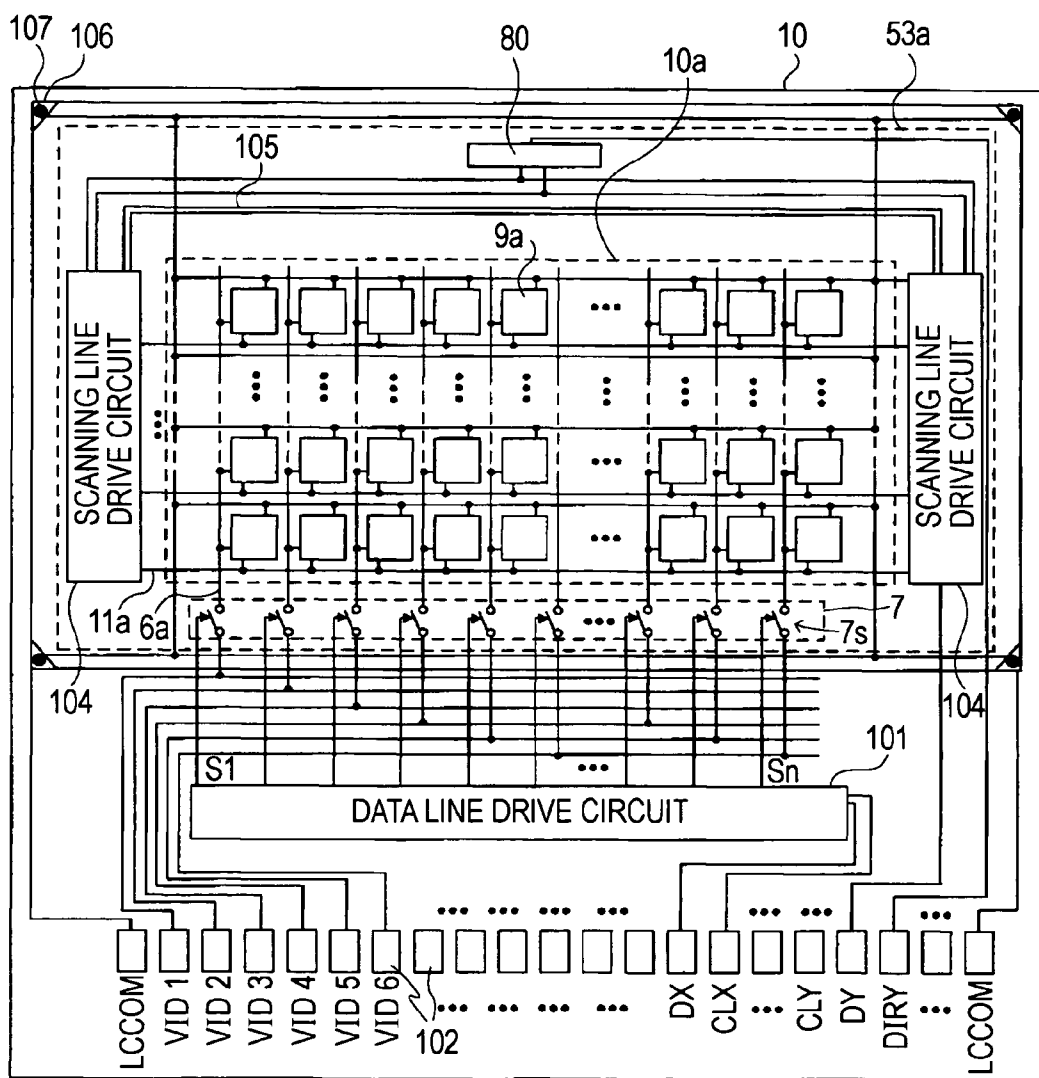 107
106
80
10a
10
53a
105
9a
SCANNING LINE
DRIVE CIRCUIT
SCANNING LINE
DRIVE CIRCUIT
11a
6a
7
7s
104
104
101
S1
Sn
DATA LINE DRIVE CIRCUIT
LCCOM
VID 1
VID 2
VID 3
VID 4
VID 5
VID 6
102
DX
CLX
CLY
DY
DIRY
LCCOM